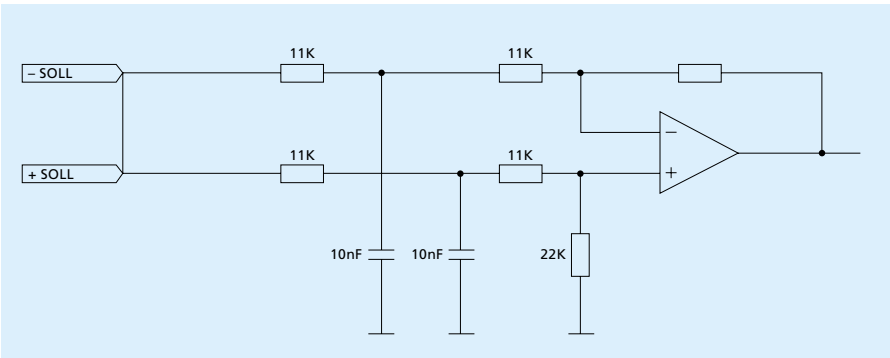 11K
11K
– SOLL
–
11K
11K
+ SOLL
+
10nF
10nF
22K